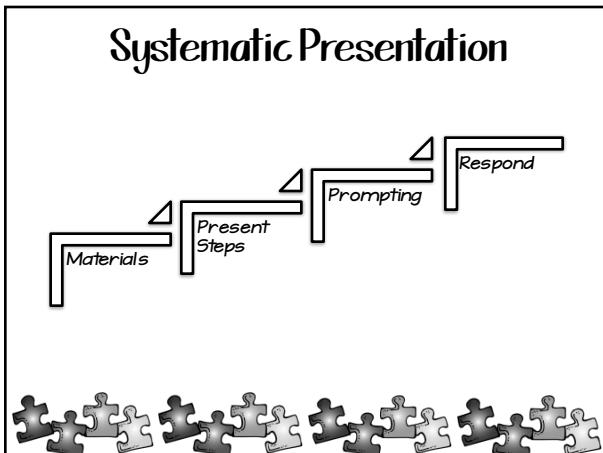 Systematic Presentation
Materials
Present
Steps
Prompting
Respond